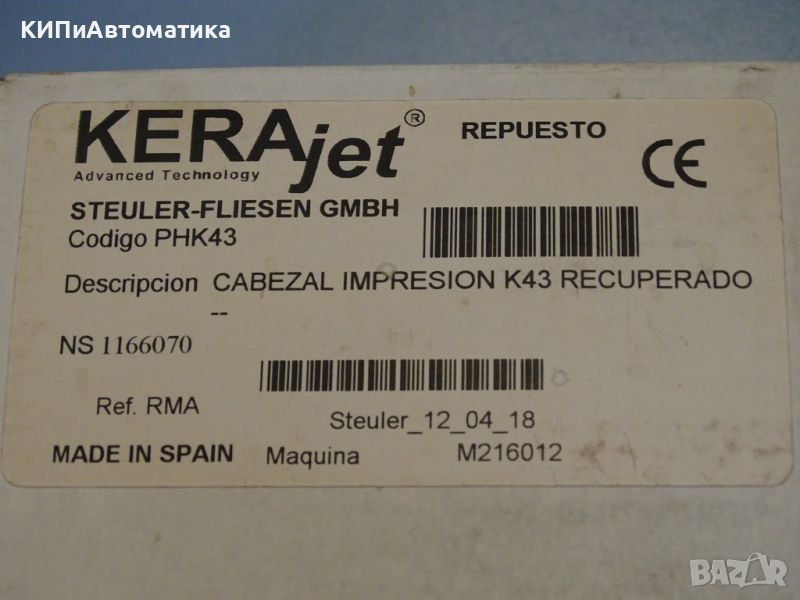 КИПиАвтоматика
KERAjet®
REPUESTO
CE
Advanced Technology
STEULER-FLIESEN GMBH
Codigo PHK43
Descripcion CABEZAL IMPRESION K43 RECUPERADO
--
NS 1166070
Ref. RMA
Steuler_12_04_18
MADE IN SPAIN Maquina M216012
BAZAR